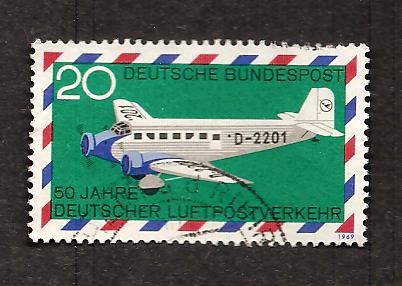 20 DEUTSCHE BUNDESPOST
D-2201
50 JAHRE
DEUTSCHER LUFTPOSTVERKEHR
1969